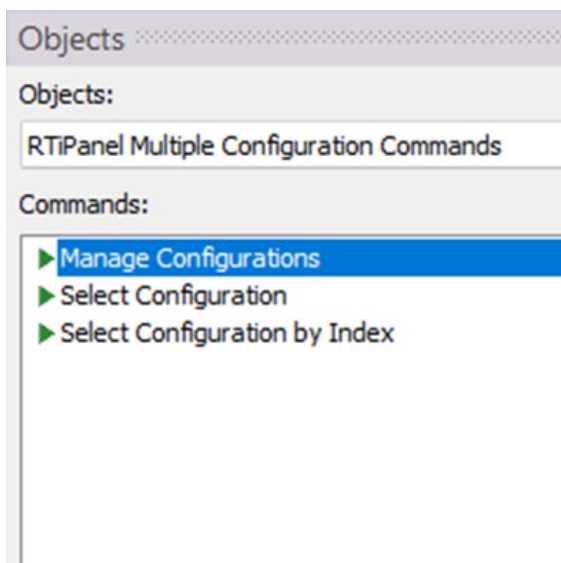 Objects
Objects:
RTiPanel Multiple Configuration Commands
Commands:
Manage Configurations
Select Configuration
Select Configuration by Index